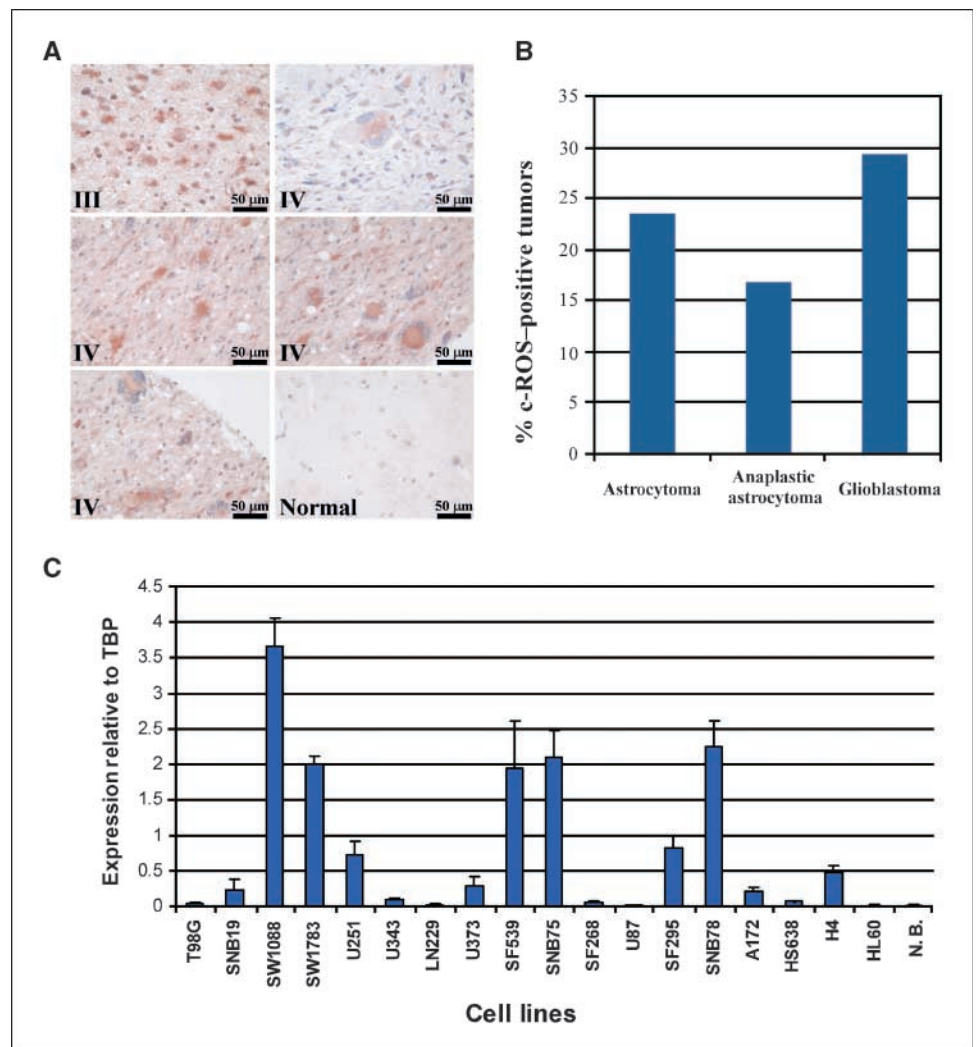 A
III
50 μm
IV
50 μm
IV
50 μm
IV
50 μm
IV
50 μm
Normal
50 μm
B
% c-ROS–positive tumors
35
30
25
20
15
10
5
0
Astrocytoma
Anaplastic
astrocytoma
Glioblastoma
C
Expression relative to TBP
4.5
4
3.5
3
2.5
2
1.5
1
0.5
0
T98G
SNB19
SW1088
SW1783
U251
U343
LN229
U373
SF539
SNB75
SF268
U87
SF295
SNB78
A172
HS638
H4
HL60
N. B.
Cell lines